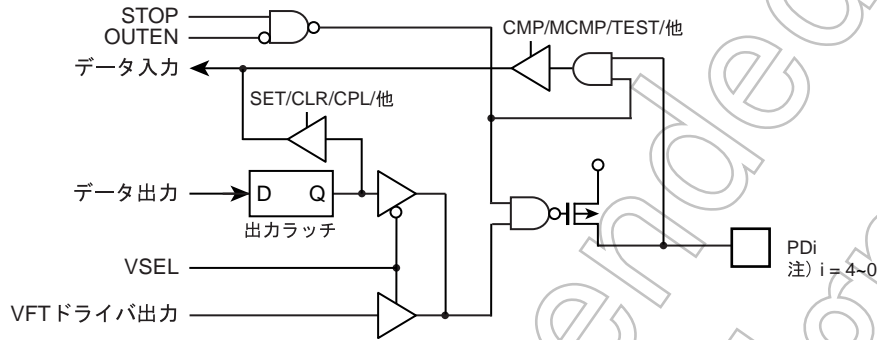 STOP
OUTEN
CMP/MCMP/TEST/他
データ入力
SET/CLR/CPL/他
データ出力
D Q
出力ラッチ
VSEL
VFTドライバ出力
PDi
注) i = 4~0